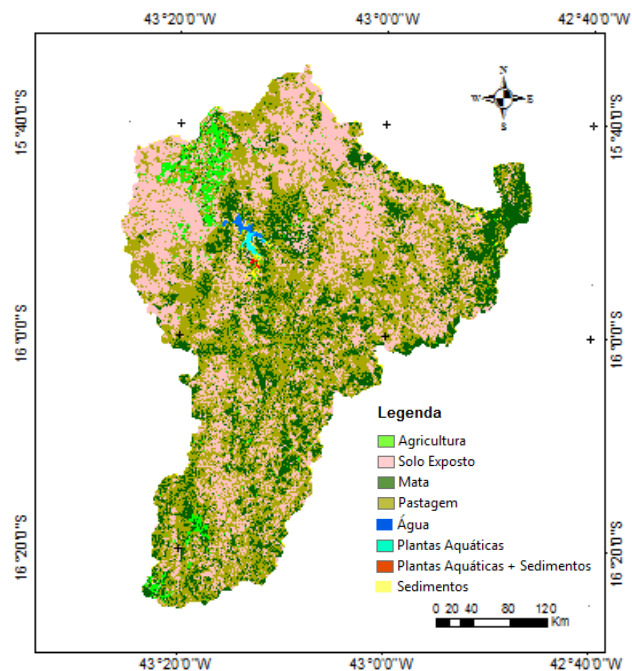 43°20'0"W 43°0'0"W 42°40'0"W
N
W E
S
15°40'0"S 15°40'0"S
16°0'0"S 16°0'0"S
Legenda
Agricultura
Solo Exposto
Mata
Pastagem
Água
Plantas Aquáticas
Plantas Aquáticas + Sedimentos
Sedimentos
16°20'0"S 16°20'0"S
0 20 40 80 120
Km
43°20'0"W 43°0'0"W 42°40'0"W